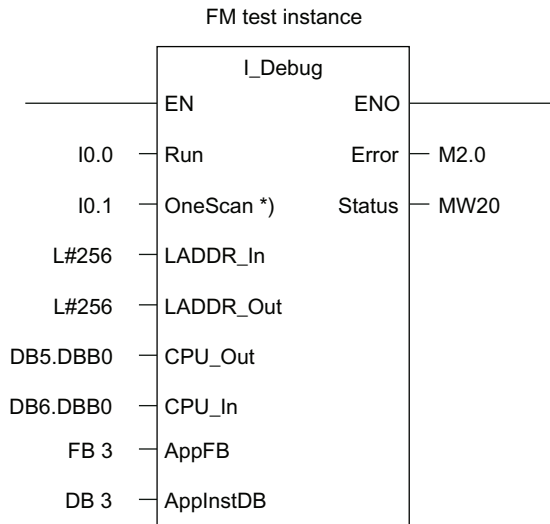 FM test instance
I_Debug
EN ENO
I0.0 Run Error M2.0
I0.1 OneScan *) Status MW20
L#256 LADDR_In
L#256 LADDR_Out
DB5.DBB0 CPU_Out
DB6.DBB0 CPU_In
FB 3 AppFB
DB 3 AppInstDB